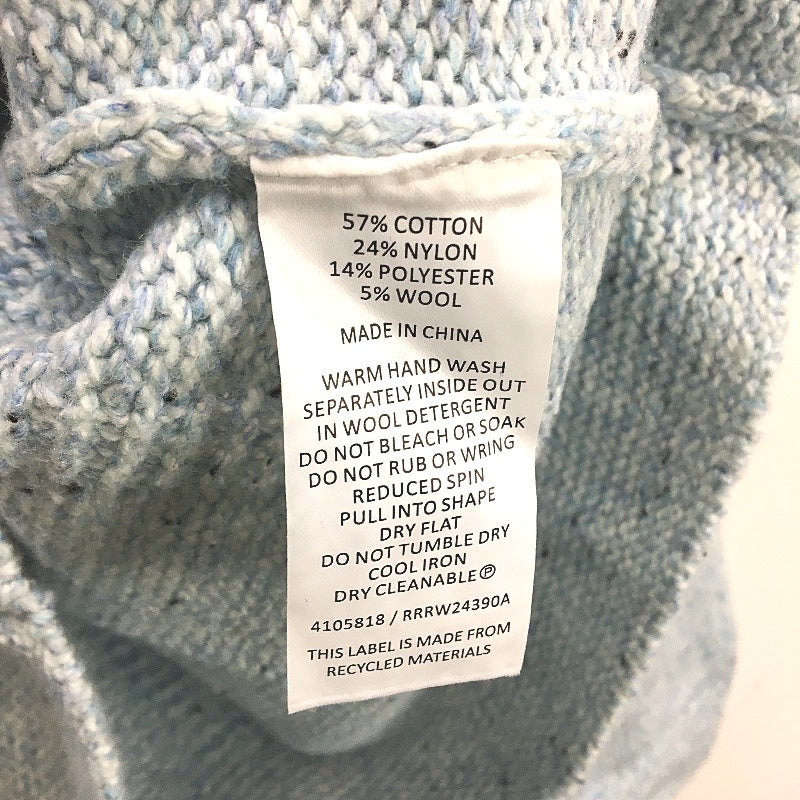 57% COTTON
24% NYLON
14% POLYESTER
5% WOOL
MADE IN CHINA
WARM HAND WASH
SEPARATELY INSIDE OUT
IN WOOL DETERGENT
DO NOT BLEACH OR SOAK
DO NOT RUB OR WRING
REDUCED SPIN
PULL INTO SHAPE
DRY FLAT
DO NOT TUMBLE DRY
COOL IRON
DRY CLEANABLE Ⓟ
4105818 / RRRW24390A
THIS LABEL IS MADE FROM
RECYCLED MATERIALS